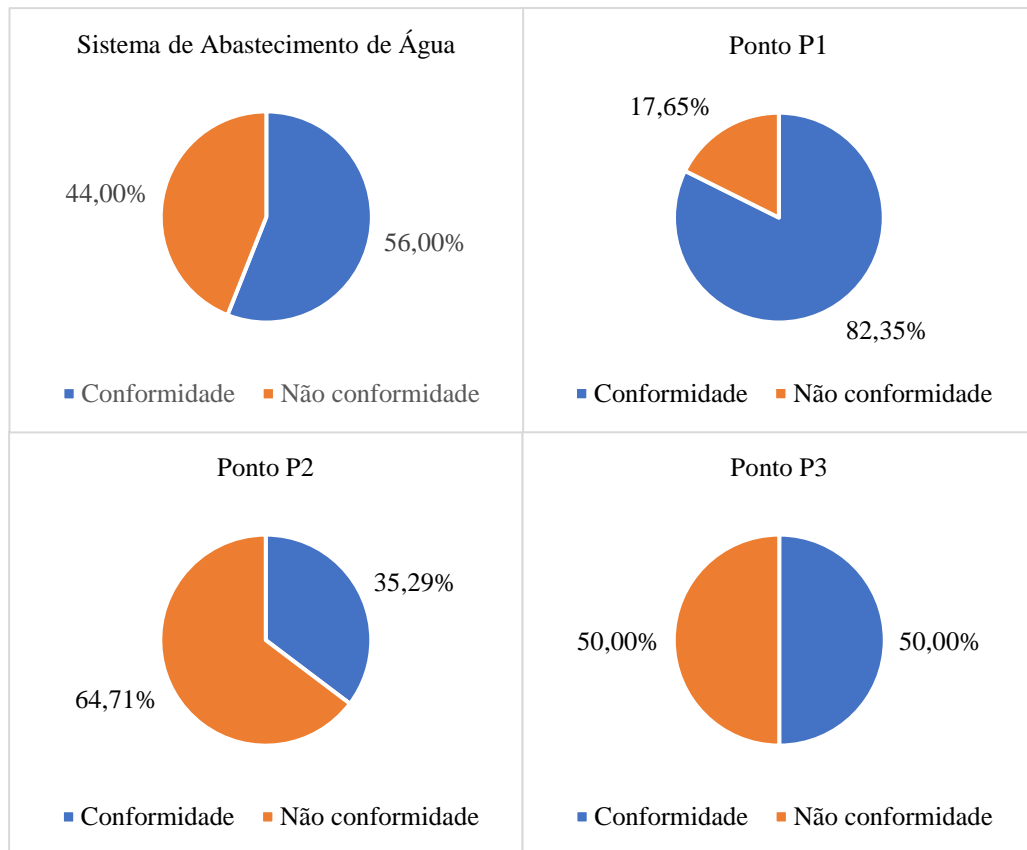 Sistema de Abastecimento de Água
44,00%
56,00%
Conformidade Não conformidade
Ponto P1
17,65%
82,35%
Conformidade Não conformidade
Ponto P2
35,29%
64,71%
Conformidade Não conformidade
Ponto P3
50,00% 50,00%
Conformidade Não conformidade